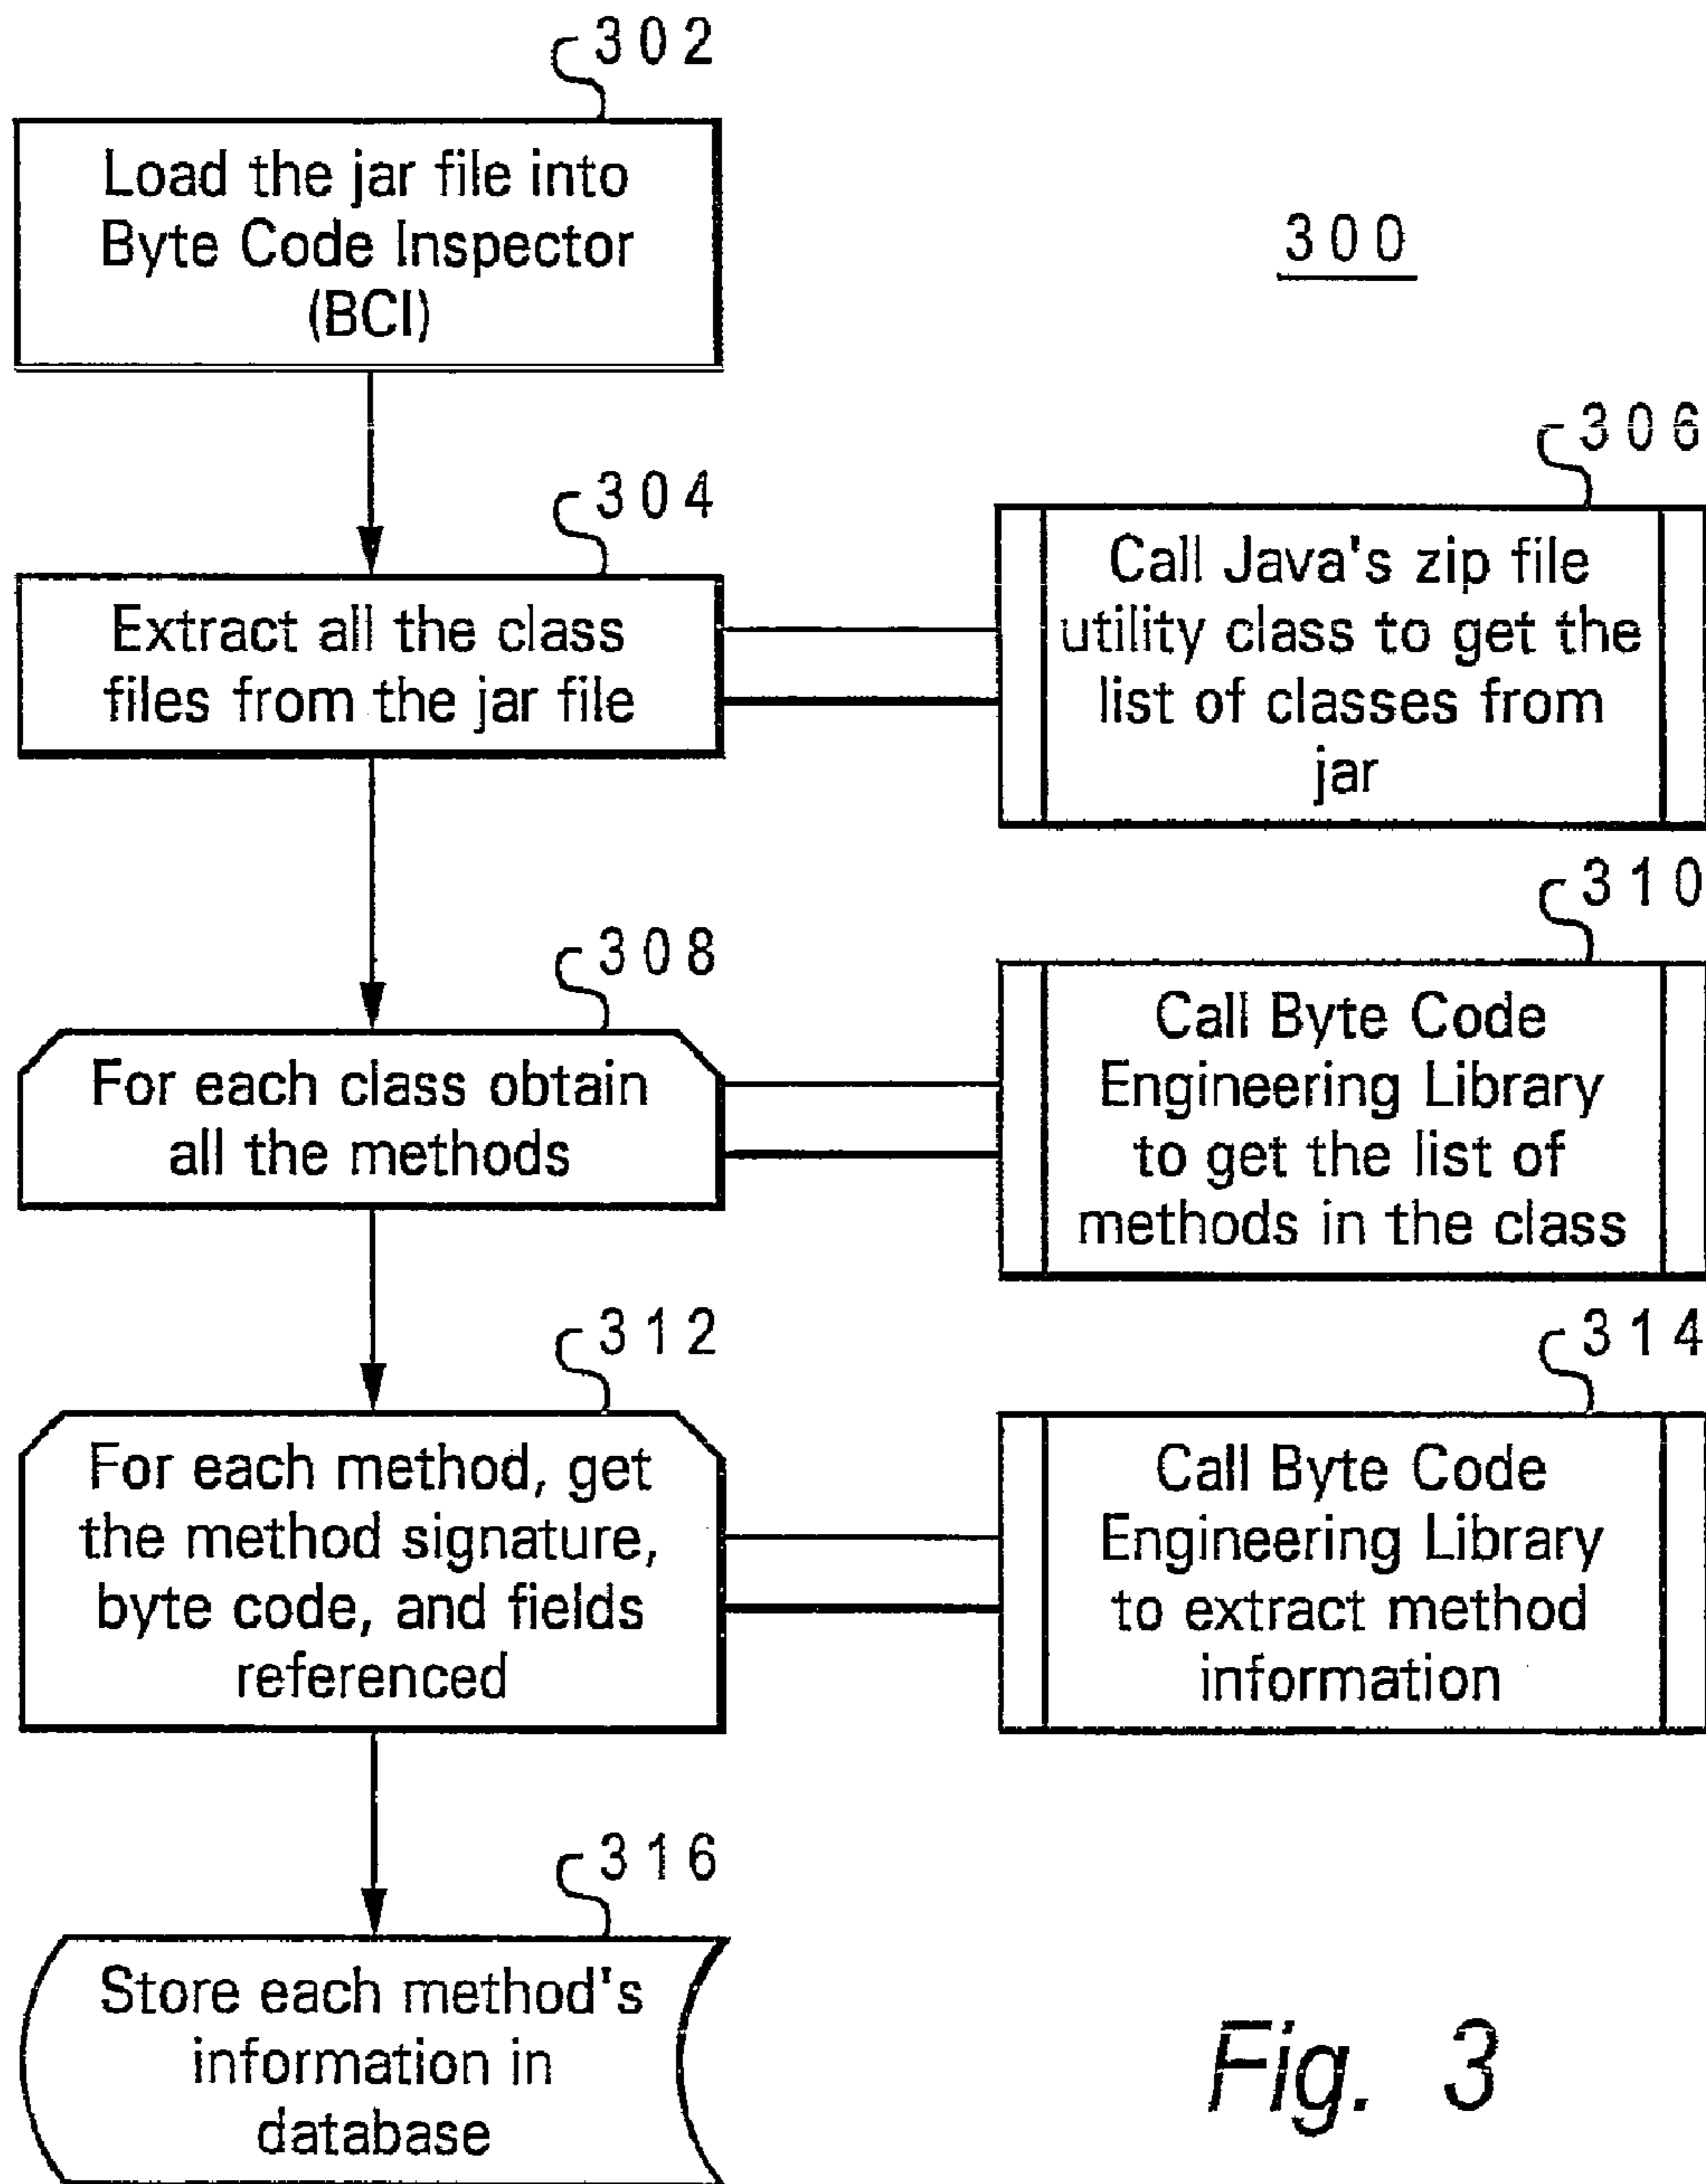 302
Load the jar file into
Byte Code Inspector
(BCI)
300
304
Extract all the class
files from the jar file
306
Call Java's zip file
utility class to get the
list of classes from
jar
308
For each class obtain
all the methods
310
Call Byte Code
Engineering Library
to get the list of
methods in the class
312
For each method, get
the method signature,
byte code, and fields
referenced
314
Call Byte Code
Engineering Library
to extract method
information
316
Store each method's
information in
database
Fig. 3